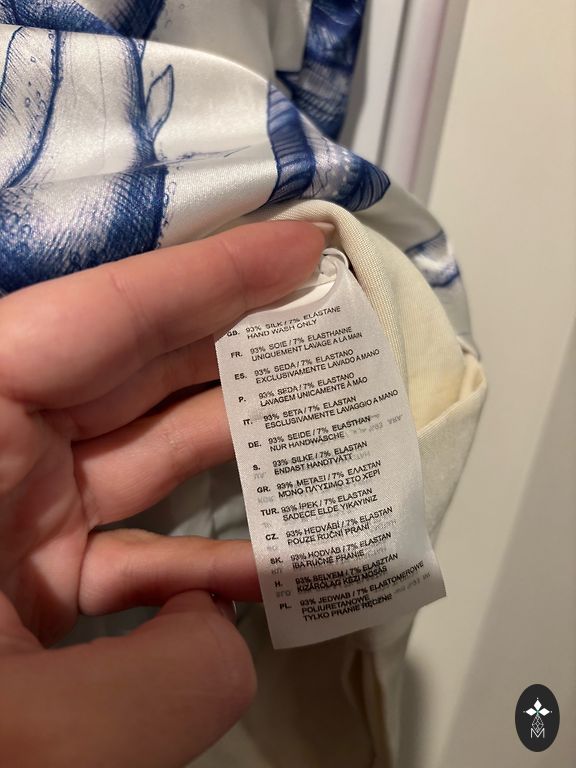 GB. 93% SILK / 7% ELASTANE
HAND WASH ONLY
FR. 93% SOIE / 7% ELASTHANNE
UNIQUEMENT LAVAGE A LA MAIN
ES. 93% SEDA / 7% ELASTANO
EXCLUSIVAMENTE LAVADO A MANO
P. 93% SEDA / 7% ELASTANO
LAVAGEM UNICAMENTE À MÃO
IT. 93% SETA / 7% ELASTAN
ESCLUSIVAMENTE LAVAGGIO A MANO
DE. 93% SEIDE / 7% ELASTHAN
NUR HANDWÄSCHE
S. 93% SILKE / 7% ELASTAN
ENDAST HANDTVÄTT
GR. 93% ΜΕΤΑΞΙ / 7% ΕΛΑΣΤΑΝ
ΜΟΝΟ ΠΛΥΣΙΜΟ ΣΤΟ ΧΕΡΙ
TUR. 93% İPEK / 7% ELASTAN
SADECE ELDE YIKAYINIZ
CZ. 93% HEDVÁBÍ / 7% ELASTAN
POUZE RUČNÍ PRANÍ
SK. 93% HODVÁB / 7% ELASTAN
IBA RUČNÉ PRANIE
H. 93% SELYEM / 7% ELASZTÁN
KIZÁRÓLAG KÉZI MOSÁS
PL. 93% JEDWAB / 7% ELASTOMEROWE
POLIURETANOWE
TYLKO PRANIE RĘCZNE
M